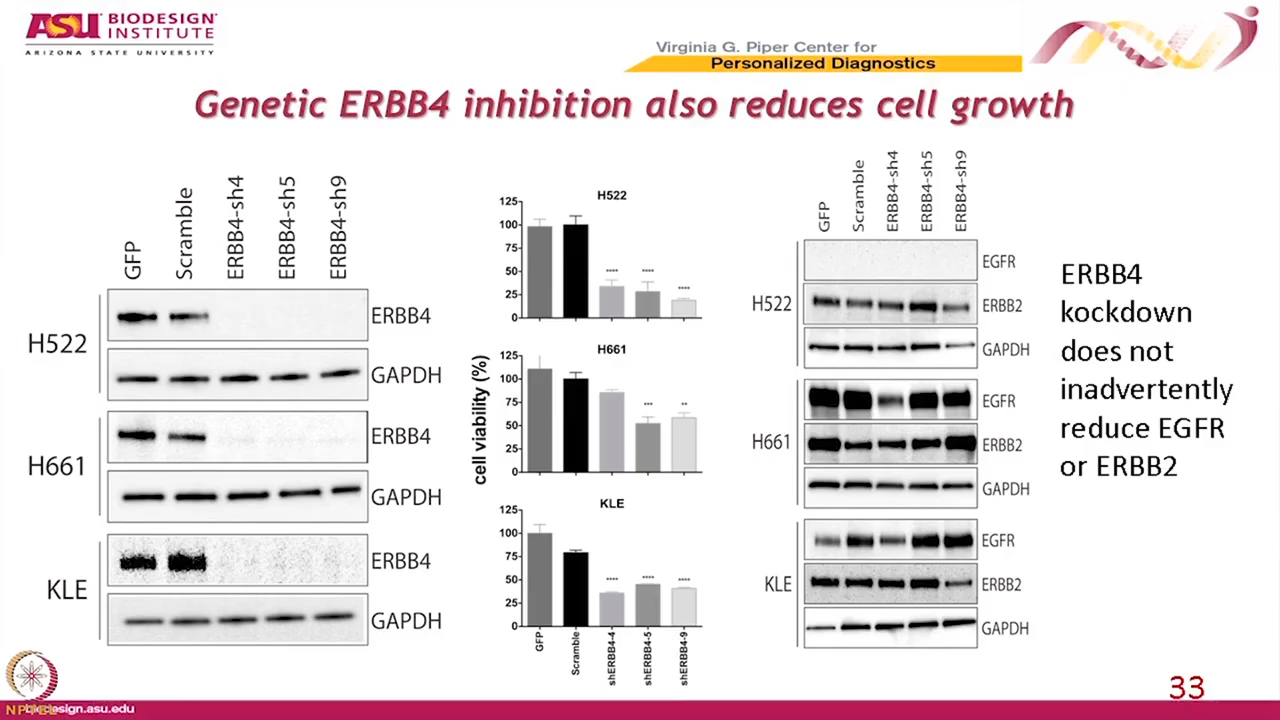 ASU BIODESIGN
INSTITUTE
ARIZONA STATE UNIVERSITY
Virginia G. Piper Center for
Personalized Diagnostics
Genetic ERBB4 inhibition also reduces cell growth
GFP
Scramble
ERBB4-sh4
ERBB4-sh5
ERBB4-sh9
H522
ERBB4
GAPDH
H661
ERBB4
GAPDH
KLE
ERBB4
GAPDH
cell viability (%)
H522
125
100
75
50
25
0
**** **** ****
H661
125
100
75
50
25
0
*** **
KLE
125
100
75
50
25
0
**** **** ****
GFP
Scramble
shERBB4-4
shERBB4-5
shERBB4-9
GFP
Scramble
ERBB4-sh4
ERBB4-sh5
ERBB4-sh9
H522
EGFR
ERBB2
GAPDH
H661
EGFR
ERBB2
GAPDH
KLE
EGFR
ERBB2
GAPDH
ERBB4
kockdown
does not
inadvertently
reduce EGFR
or ERBB2
33
NPTEL
biodesign.asu.edu